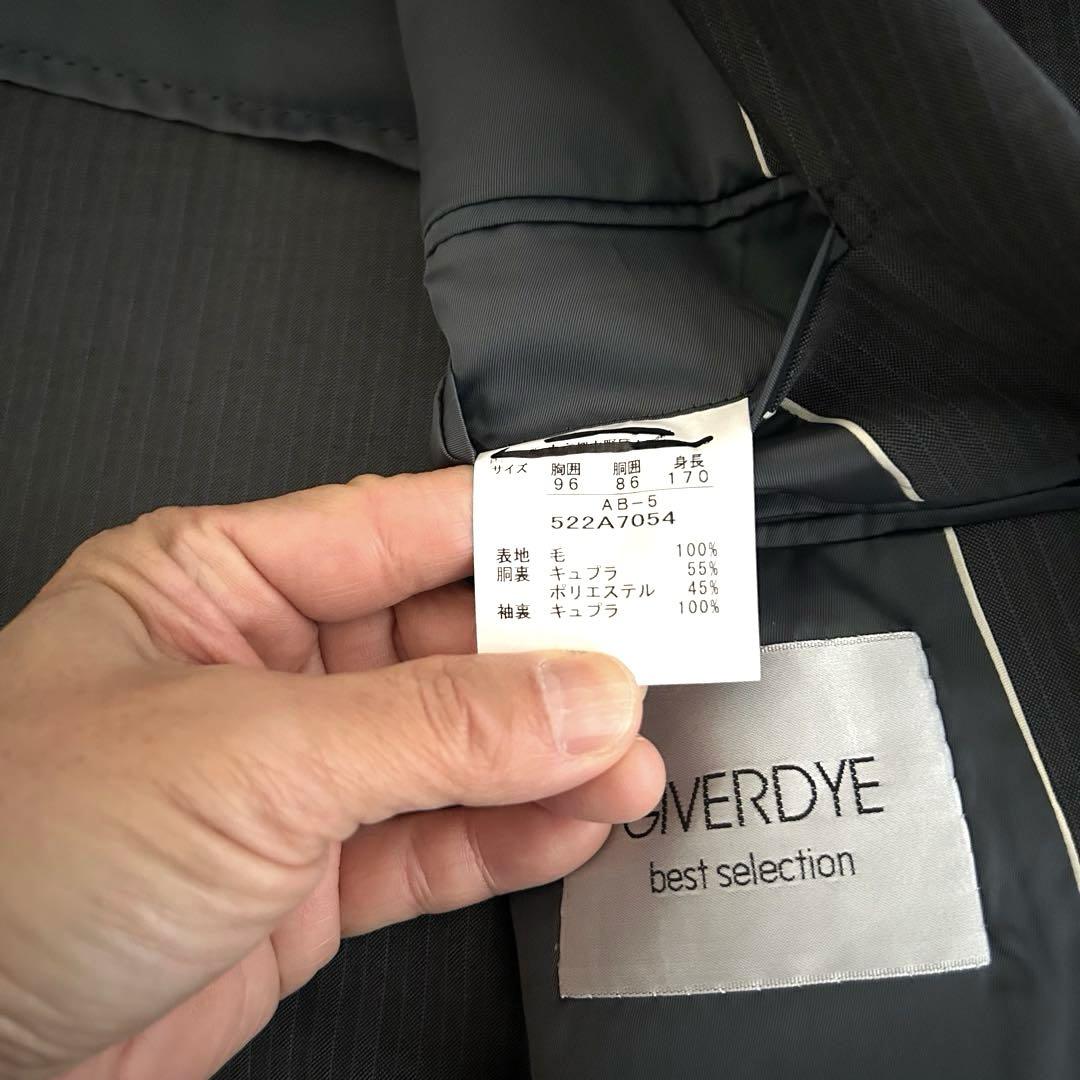 サイズ 胸囲 胴囲 身長
96 86 170
AB-5
522A7054
表地 毛 100%
胴裏 キュプラ 55%
ポリエステル 45%
袖裏 キュプラ 100%
GIVERDYE
best selection